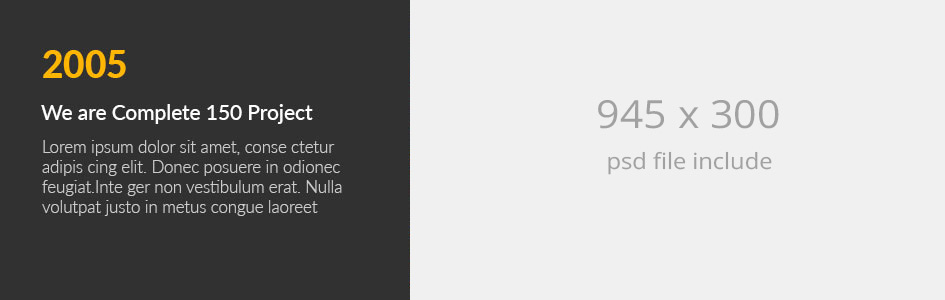 2005
We are Complete 150 Project
Lorem ipsum dolor sit amet, conse ctetur
adipis cing elit. Donec posuere in odionec
feugiat.Inte ger non vestibulum erat. Nulla
volutpat justo in metus congue laoreet
945 x 300
psd file include